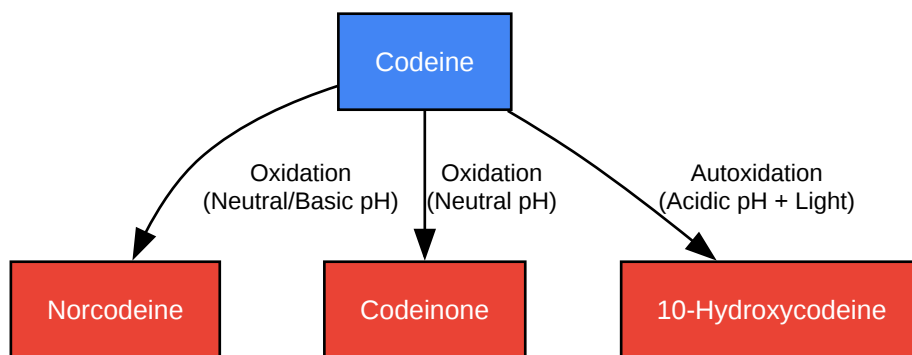 Codeine
Oxidation
(Neutral/Basic pH)
Oxidation
(Neutral pH)
Autoxidation
(Acidic pH + Light)
Norcodeine
Codeinone
10-Hydroxycodeine